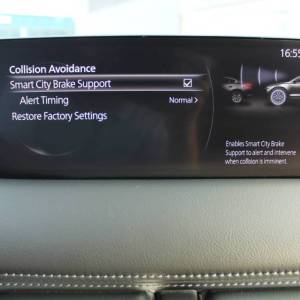 16:55
Collision Avoidance
Smart City Brake Support
Alert Timing Normal >
Restore Factory Settings
Enables Smart City Brake
Support to alert and intervene
when collision is imminent.